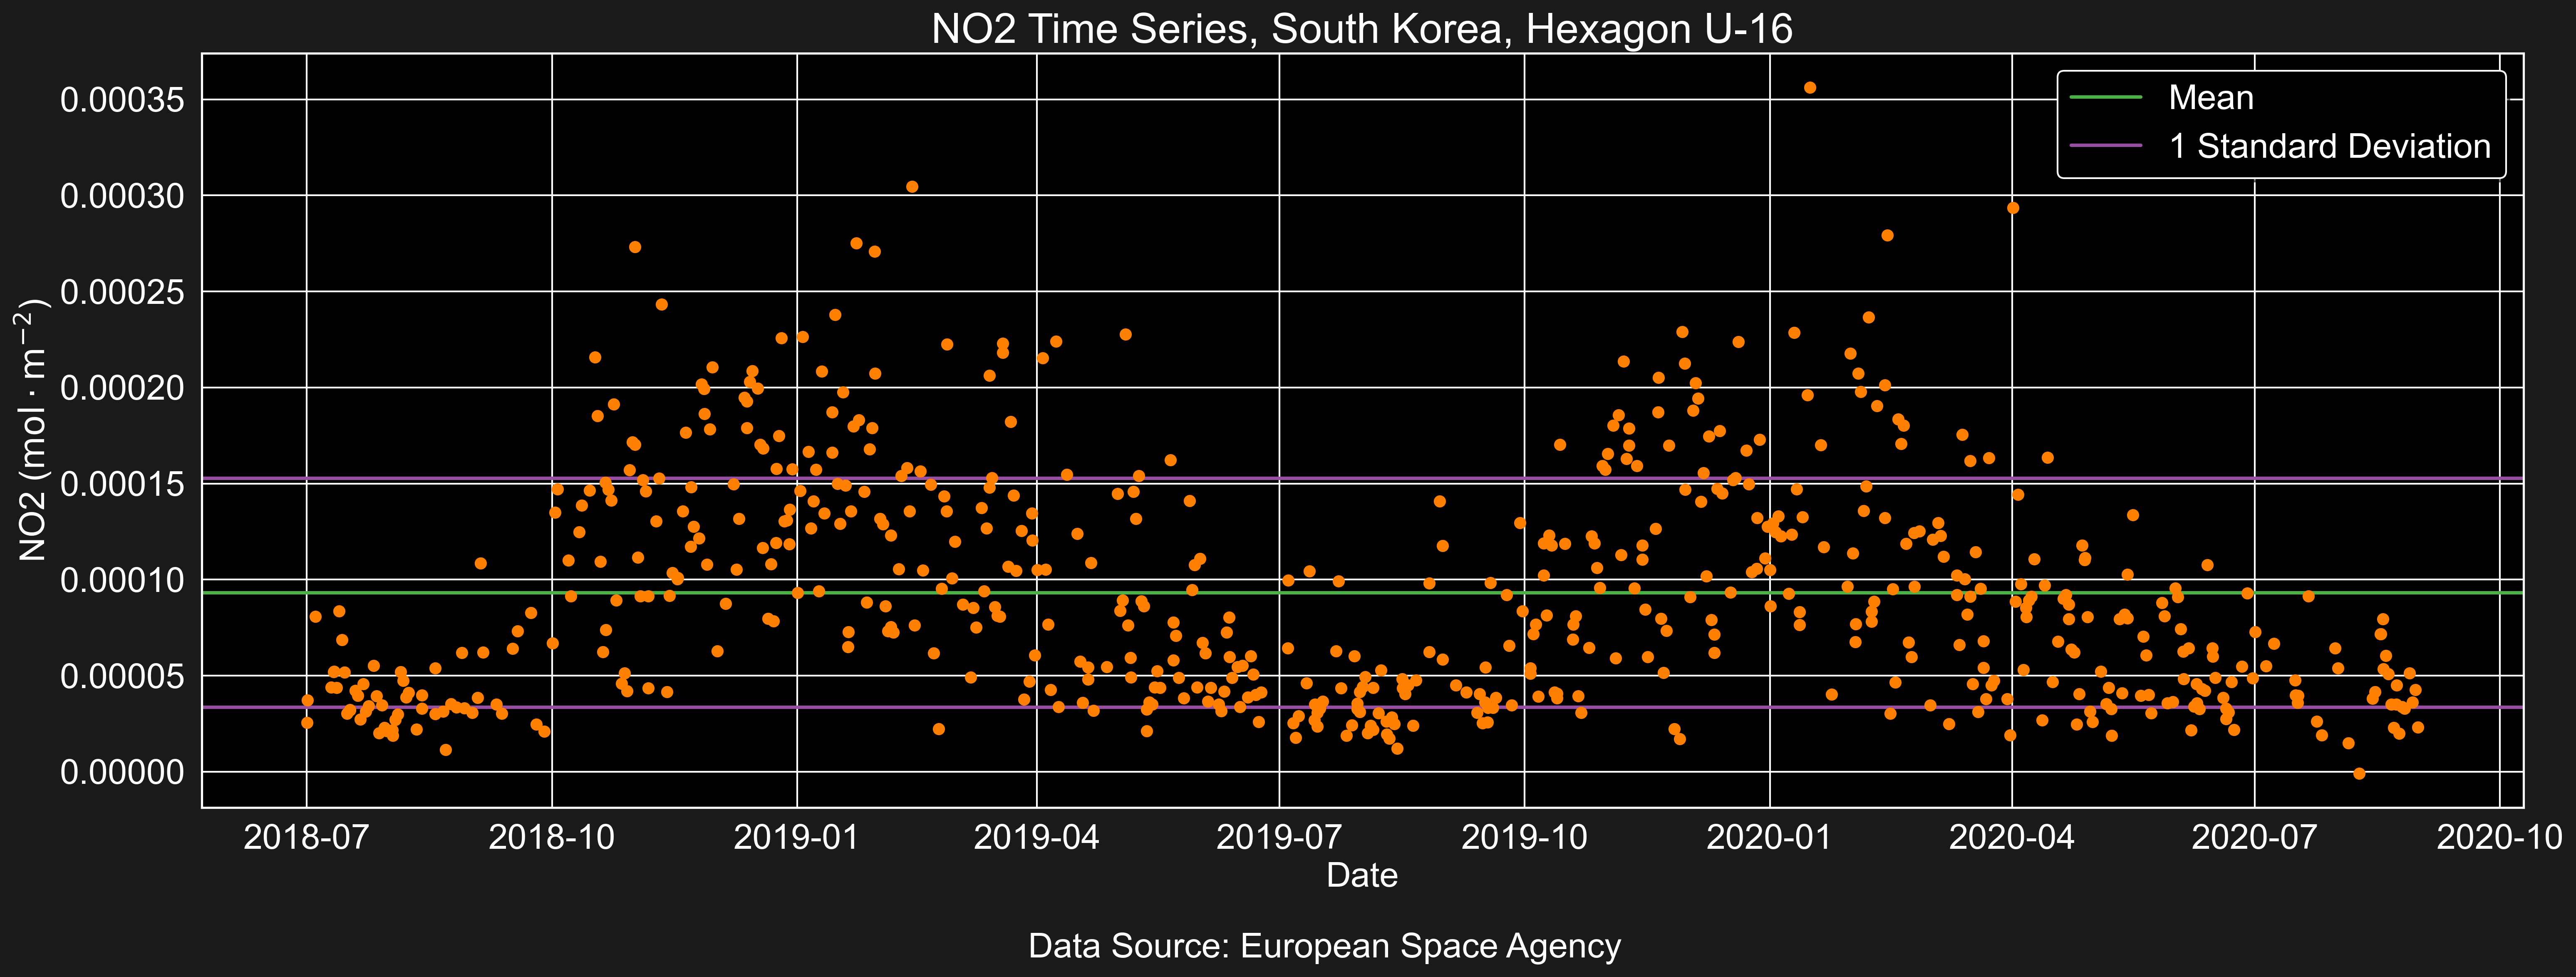 NO2 Time Series, South Korea, Hexagon U-16
Mean
1 Standard Deviation
NO2 (mol · m⁻²)
0.00035
0.00030
0.00025
0.00020
0.00015
0.00010
0.00005
0.00000
2018-07 2018-10 2019-01 2019-04 2019-07 2019-10 2020-01 2020-04 2020-07 2020-10
Date
Data Source: European Space Agency